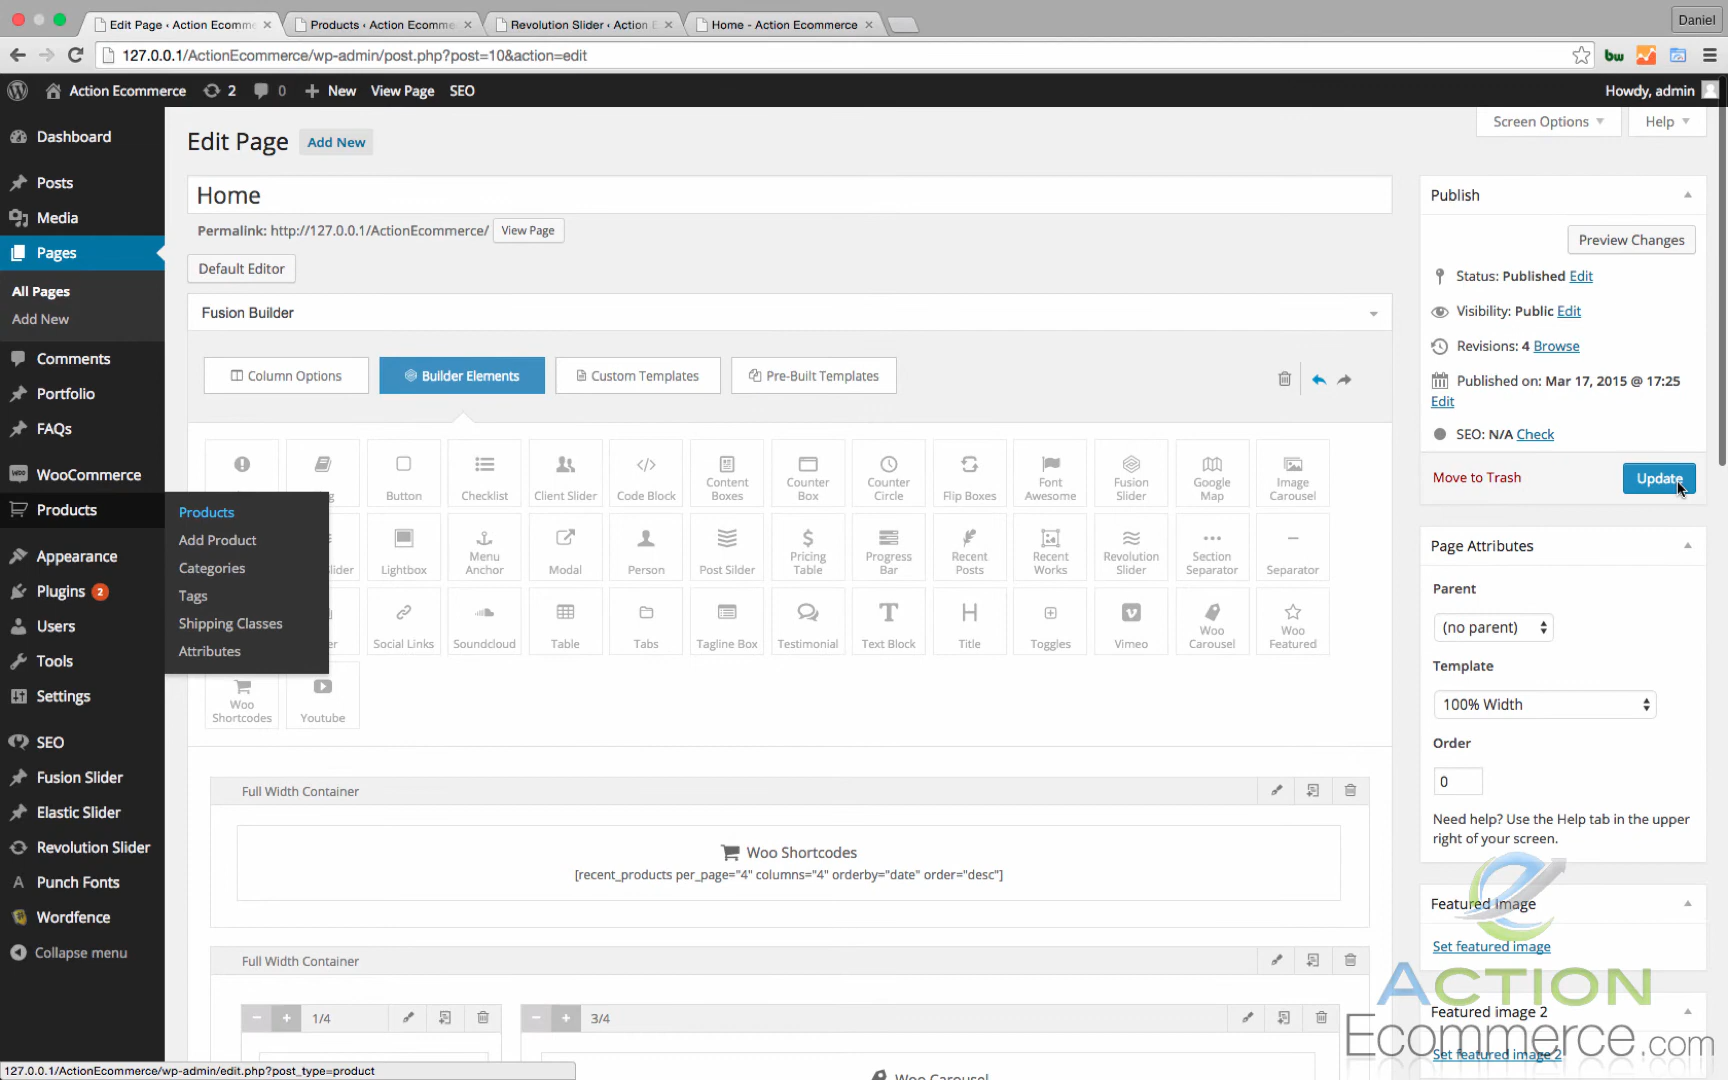 Edit Page ‹ Action Ecomm
Products ‹ Action Ecomme
Revolution Slider ‹ Action E
Home - Action Ecommerce
Daniel
127.0.0.1/ActionEcommerce/wp-admin/post.php?post=10&action=edit
bw
Action Ecommerce 2 0 New View Page SEO
Howdy, admin
Dashboard
Posts
Media
Pages
All Pages
Add New
Comments
Portfolio
FAQs
WooCommerce
Products
Appearance
Plugins 2
Users
Tools
Settings
SEO
Fusion Slider
Elastic Slider
Revolution Slider
Punch Fonts
Wordfence
Collapse menu
Products
Add Product
Categories
Tags
Shipping Classes
Attributes
Edit Page Add New
Screen Options Help
Home
Permalink: http://127.0.0.1/ActionEcommerce/ View Page
Default Editor
Fusion Builder
Column Options Builder Elements Custom Templates Pre-Built Templates
Button Checklist Client Slider Code Block Content Boxes Counter Box Counter Circle Flip Boxes Font Awesome Fusion Slider Google Map Image Carousel
Lightbox Menu Anchor Modal Person Post Slider Pricing Table Progress Bar Recent Posts Recent Works Revolution Slider Section Separator Separator
Social Links Soundcloud Table Tabs Tagline Box Testimonial Text Block Title Toggles Vimeo Woo Carousel Woo Featured
Woo Shortcodes Youtube
Full Width Container
Woo Shortcodes
[recent_products per_page="4" columns="4" orderby="date" order="desc"]
Full Width Container
1/4
3/4
Woo Carousel
Publish
Preview Changes
Status: Published Edit
Visibility: Public Edit
Revisions: 4 Browse
Published on: Mar 17, 2015 @ 17:25
Edit
SEO: N/A Check
Move to Trash Update
Page Attributes
Parent
(no parent)
Template
100% Width
Order
0
Need help? Use the Help tab in the upper
right of your screen.
Featured Image
Set featured image
Featured image 2
Set featured image 2
ACTION
Ecommerce.com
127.0.0.1/ActionEcommerce/wp-admin/edit.php?post_type=product